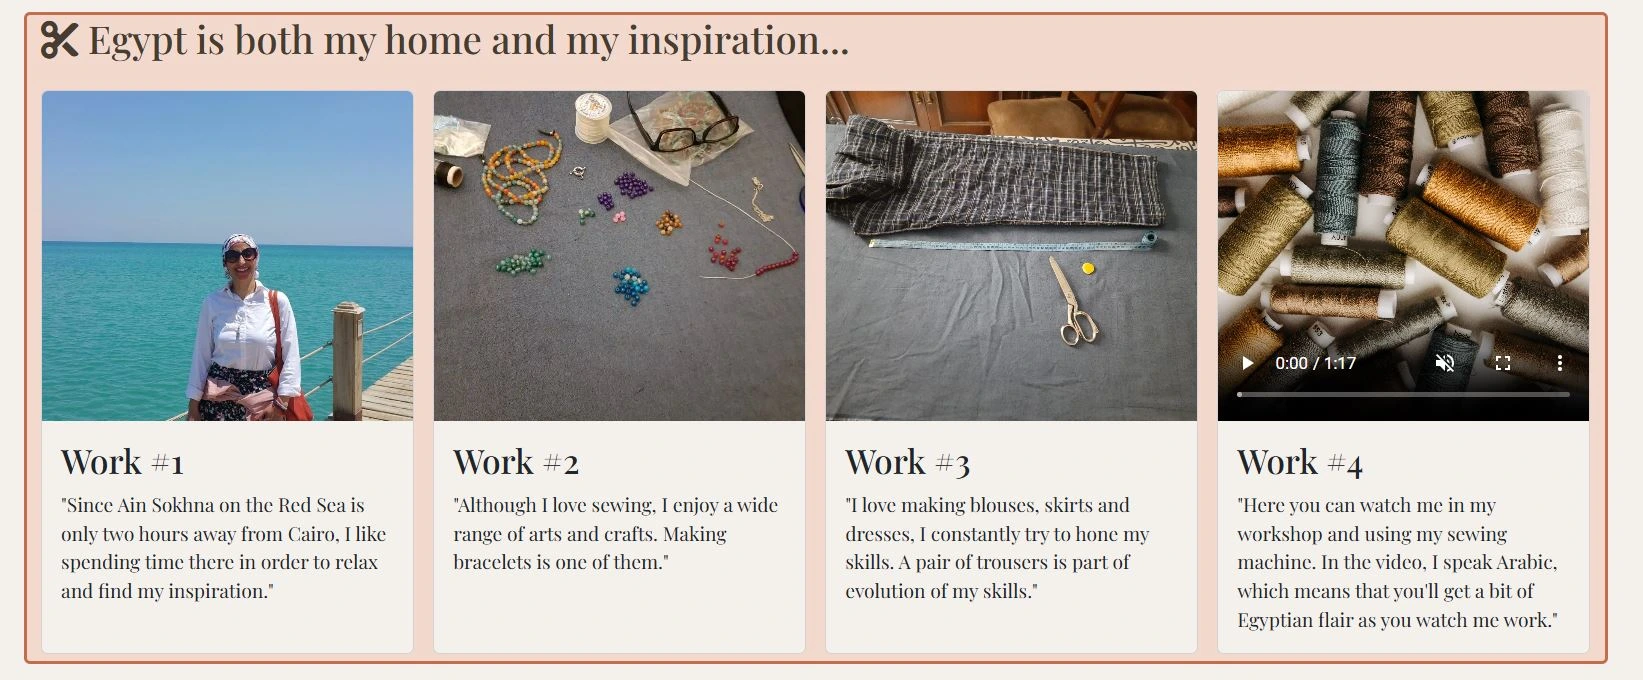 Egypt is both my home and my inspiration...
Work #1
"Since Ain Sokhna on the Red Sea is
only two hours away from Cairo, I like
spending time there in order to relax
and find my inspiration."
Work #2
"Although I love sewing, I enjoy a wide
range of arts and crafts. Making
bracelets is one of them."
Work #3
"I love making blouses, skirts and
dresses, I constantly try to hone my
skills. A pair of trousers is part of
evolution of my skills."
0:00 / 1:17
Work #4
"Here you can watch me in my
workshop and using my sewing
machine. In the video, I speak Arabic,
which means that you'll get a bit of
Egyptian flair as you watch me work."